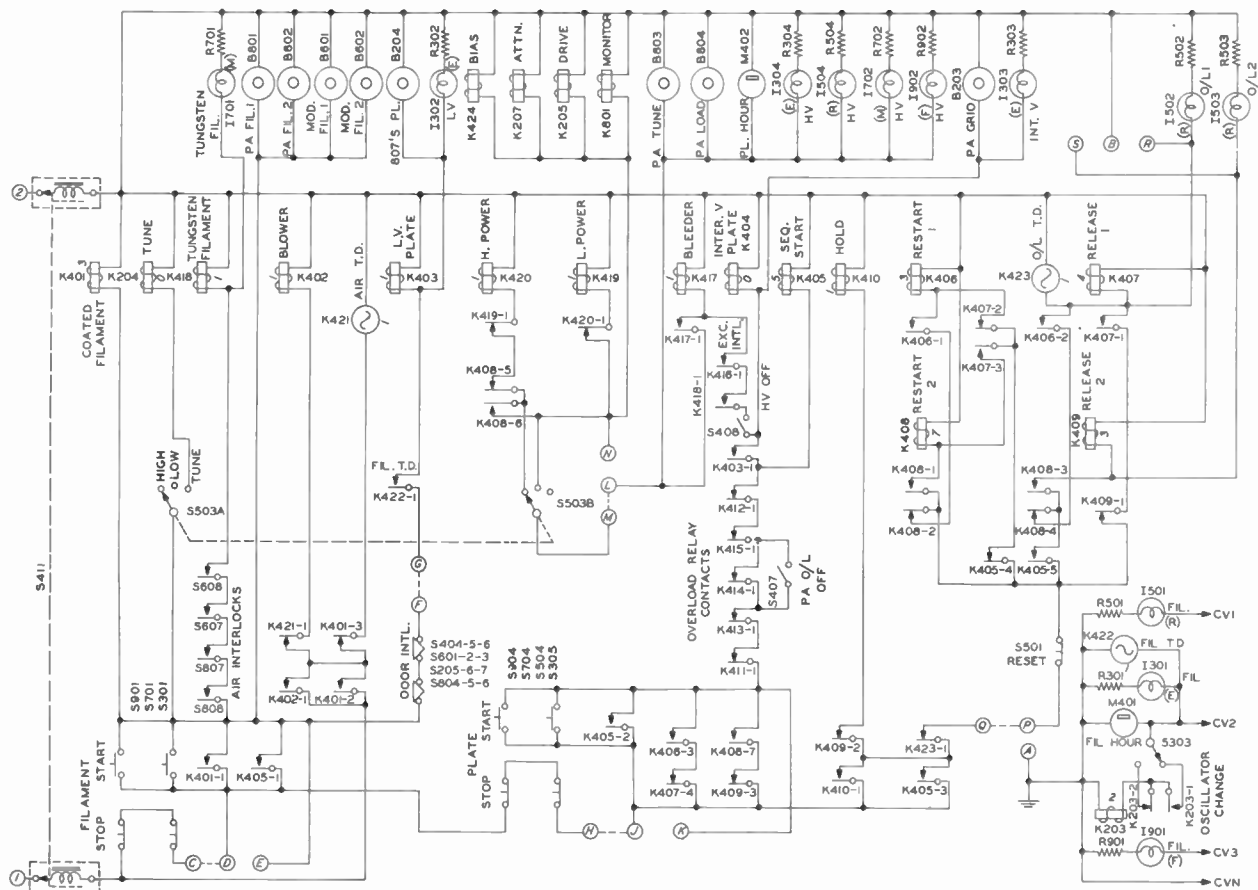 R701
(M)
TUNGSTEN
FIL.
I701
B801
PA FIL.1
B802
PA FIL.2
B601
MOD.
FIL.1
B602
MOD.
FIL.2
B204
807'S PL.
R302
(E)
I302
LV
BIAS
K424
ATTN.
K207
DRIVE
K205
MONITOR
K801
B803
PA TUNE
B804
PA LOAD
M402
PL. HOUR
R304
I304
(E)
HV
R504
I504
(R)
HV
R702
I702
(M)
HV
R902
I902
(F)
HV
B203
PA GRID
R303
I303
(E)
INT. V
R502
O/L1
I502
(R)
R503
O/L2
I503
(R)
S
B
R
2
K401
3
COATED
FILAMENT
K204
TUNE
K418
TUNGSTEN
FILAMENT
BLOWER
K402
AIR T.D.
K421
L.V.
PLATE
K403
H. POWER
K420
L. POWER
K419
BLEEDER
K417
INTER. V
PLATE
K404
SEQ.
START
K405
5
HOLD
K410
RESTART
1
K406
3
O/L T.D.
K423
RELEASE
1
K407
4
K419-1
K420-1
K417-1
EXC.
INTL.
K416-1
K418-1
HV OFF
S408
K407-2
K406-1
K407-3
K406-2
K407-1
RESTART
2
K408
7
RELEASE
2
K409
3
K408-5
K408-6
HIGH
LOW
TUNE
S503A
FIL. T.D.
K422-1
S503B
N
L
M
K403-1
K412-1
K415-1
K414-1
K413-1
K411-1
OVERLOAD RELAY
CONTACTS
S407
PA O/L
OFF
K408-1
K408-2
K408-3
K408-4
K409-1
K405-4
K405-5
S411
S608
S607
S807
S808
AIR INTERLOCKS
K421-1
K401-3
K402-1
K401-2
G
F
DOOR INTL.
S404-5-6
S601-2-3
S205-6-7
S804-5-6
S501
RESET
S901
S701
S301
START
FILAMENT
STOP
K401-1
K405-1
C
D
E
1
S904
S704
S504
S305
START
PLATE
STOP
K405-2
K406-3
K408-7
K407-4
K409-3
K409-2
K423-1
K410-1
K405-3
H
J
K
Q
P
A
R501
I501
FIL.
(R)
CV1
K422
FIL T.D
R301
I301
FIL
(E)
M401
FIL HOUR
CV2
S303
2
K203
K203-2
K203-1
OSCILLATOR
CHANGE
R901
I901
FIL.
(F)
CV3
CVN